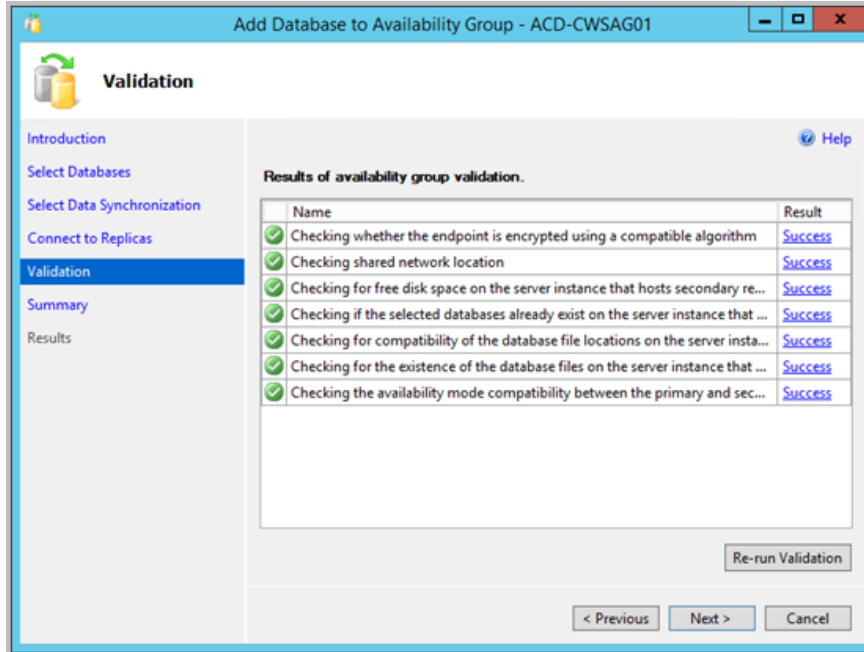 Add Database to Availability Group - ACD-CWSAG01
Validation
Introduction
Select Databases
Select Data Synchronization
Connect to Replicas
Validation
Summary
Results
Help
Results of availability group validation.
Name Result
Checking whether the endpoint is encrypted using a compatible algorithm Success
Checking shared network location Success
Checking for free disk space on the server instance that hosts secondary re... Success
Checking if the selected databases already exist on the server instance that ... Success
Checking for compatibility of the database file locations on the server insta... Success
Checking for the existence of the database files on the server instance that ... Success
Checking the availability mode compatibility between the primary and sec... Success
Re-run Validation
< Previous Next > Cancel